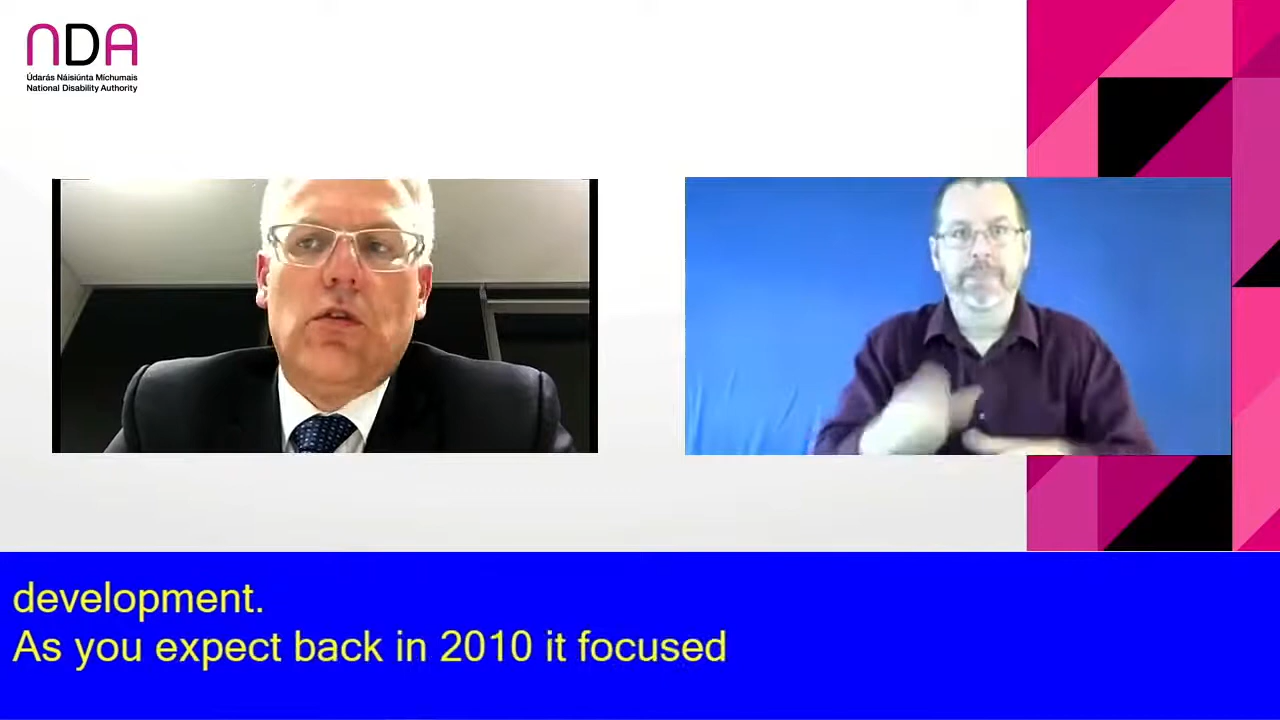 NDA
Údarás Náisiúnta Míchumais
National Disability Authority
development.
As you expect back in 2010 it focused